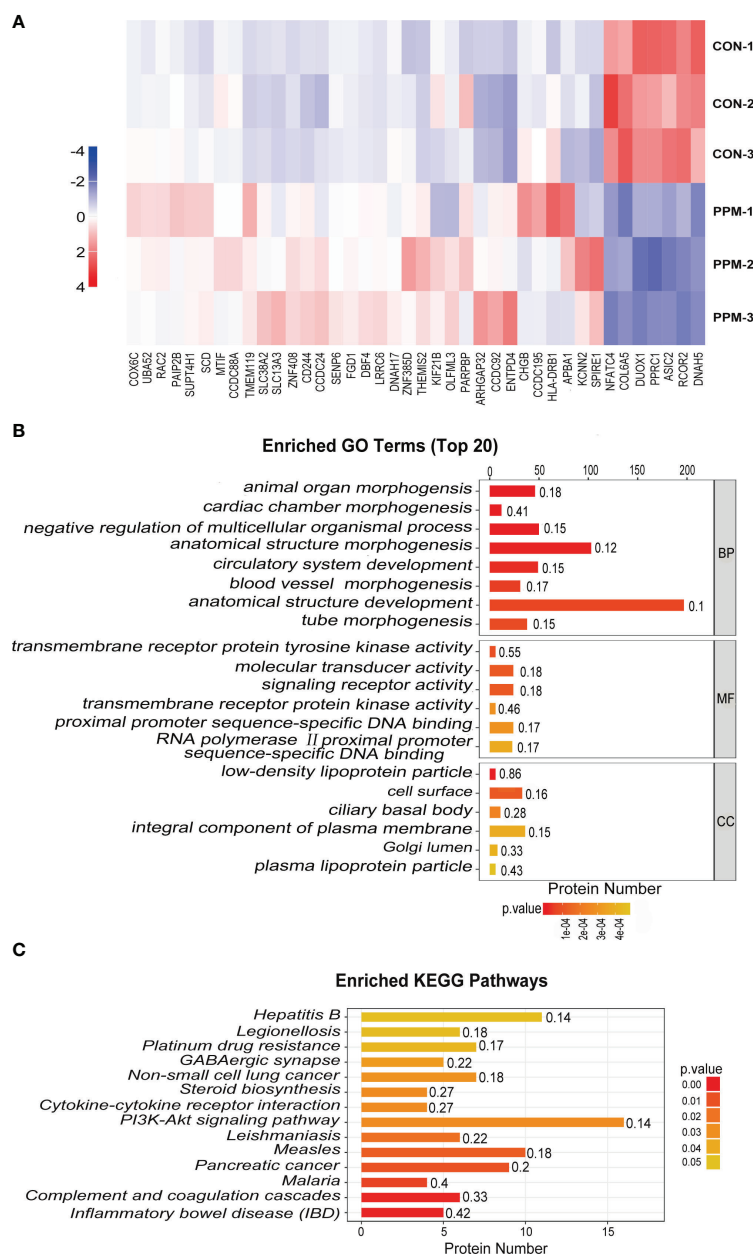 A
CON-1
CON-2
CON-3
PPM-1
PPM-2
PPM-3
-4
-2
0
2
4
COX6C
UBA52
RAC2
PAIP2B
SUPT4H1
SCD
MTIF
CCDC88A
TMEM119
SLC38A2
SLC13A3
ZNF408
CD244
CCDC24
SENP6
FGD1
DBF4
LRRC6
DNAH17
ZNF385D
THEMIS2
KIF21B
OLFML3
PARPBP
ARHGAP32
CCDC92
ENTPD4
CHGB
CCDC195
HLA-DRB1
APBA1
KCNN2
SPIRE1
NFATC4
COL6A5
DUOX1
PPRC1
ASIC2
RCOR2
DNAH5
B
Enriched GO Terms (Top 20)
0 50 100 150 200
animal organ morphogensis 0.18
cardiac chamber morphogenesis 0.41
negative regulation of multicellular organismal process 0.15
anatomical structure morphogenesis 0.12
circulatory system development 0.15
blood vessel morphogenesis 0.17
anatomical structure development 0.1
tube morphogenesis 0.15
BP
transmembrane receptor protein tyrosine kinase activity 0.55
molecular transducer activity 0.18
signaling receptor activity 0.18
transmembrane receptor protein kinase activity 0.46
proximal promoter sequence-specific DNA binding 0.17
RNA polymerase II proximal promoter 0.17
sequence-specific DNA binding
MF
low-density lipoprotein particle 0.86
cell surface 0.16
ciliary basal body 0.28
integral component of plasma membrane 0.15
Golgi lumen 0.33
plasma lipoprotein particle 0.43
CC
Protein Number
p.value
1e-04
2e-04
3e-04
4e-04
C
Enriched KEGG Pathways
Hepatitis B 0.14
Legionellosis 0.18
Platinum drug resistance 0.17
GABAergic synapse 0.22
Non-small cell lung cancer 0.18
Steroid biosynthesis 0.27
Cytokine-cytokine receptor interaction 0.27
PI3K-Akt signaling pathway 0.14
Leishmaniasis 0.22
Measles 0.18
Pancreatic cancer 0.2
Malaria 0.4
Complement and coagulation cascades 0.33
Inflammatory bowel disease (IBD) 0.42
0 5 10 15
Protein Number
p.value
0.00
0.01
0.02
0.03
0.04
0.05